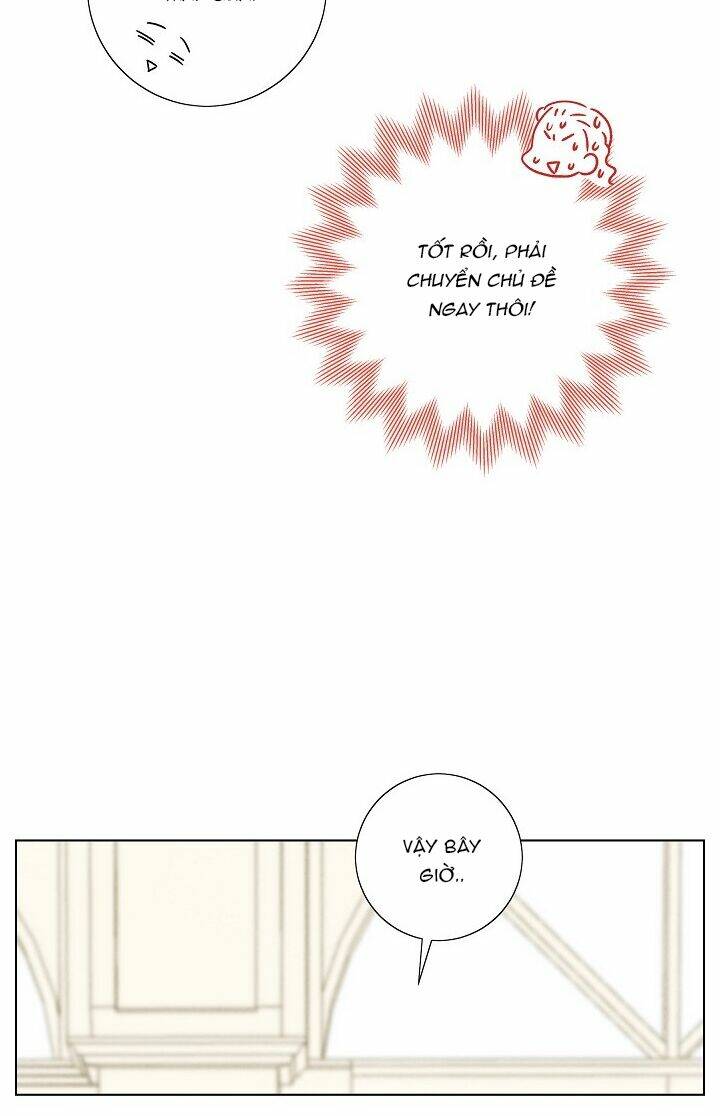 TỐT RỒI, PHẢI
CHUYỂN CHỦ ĐỀ
NGAY THÔI!
VẬY BÂY
GIỜ..